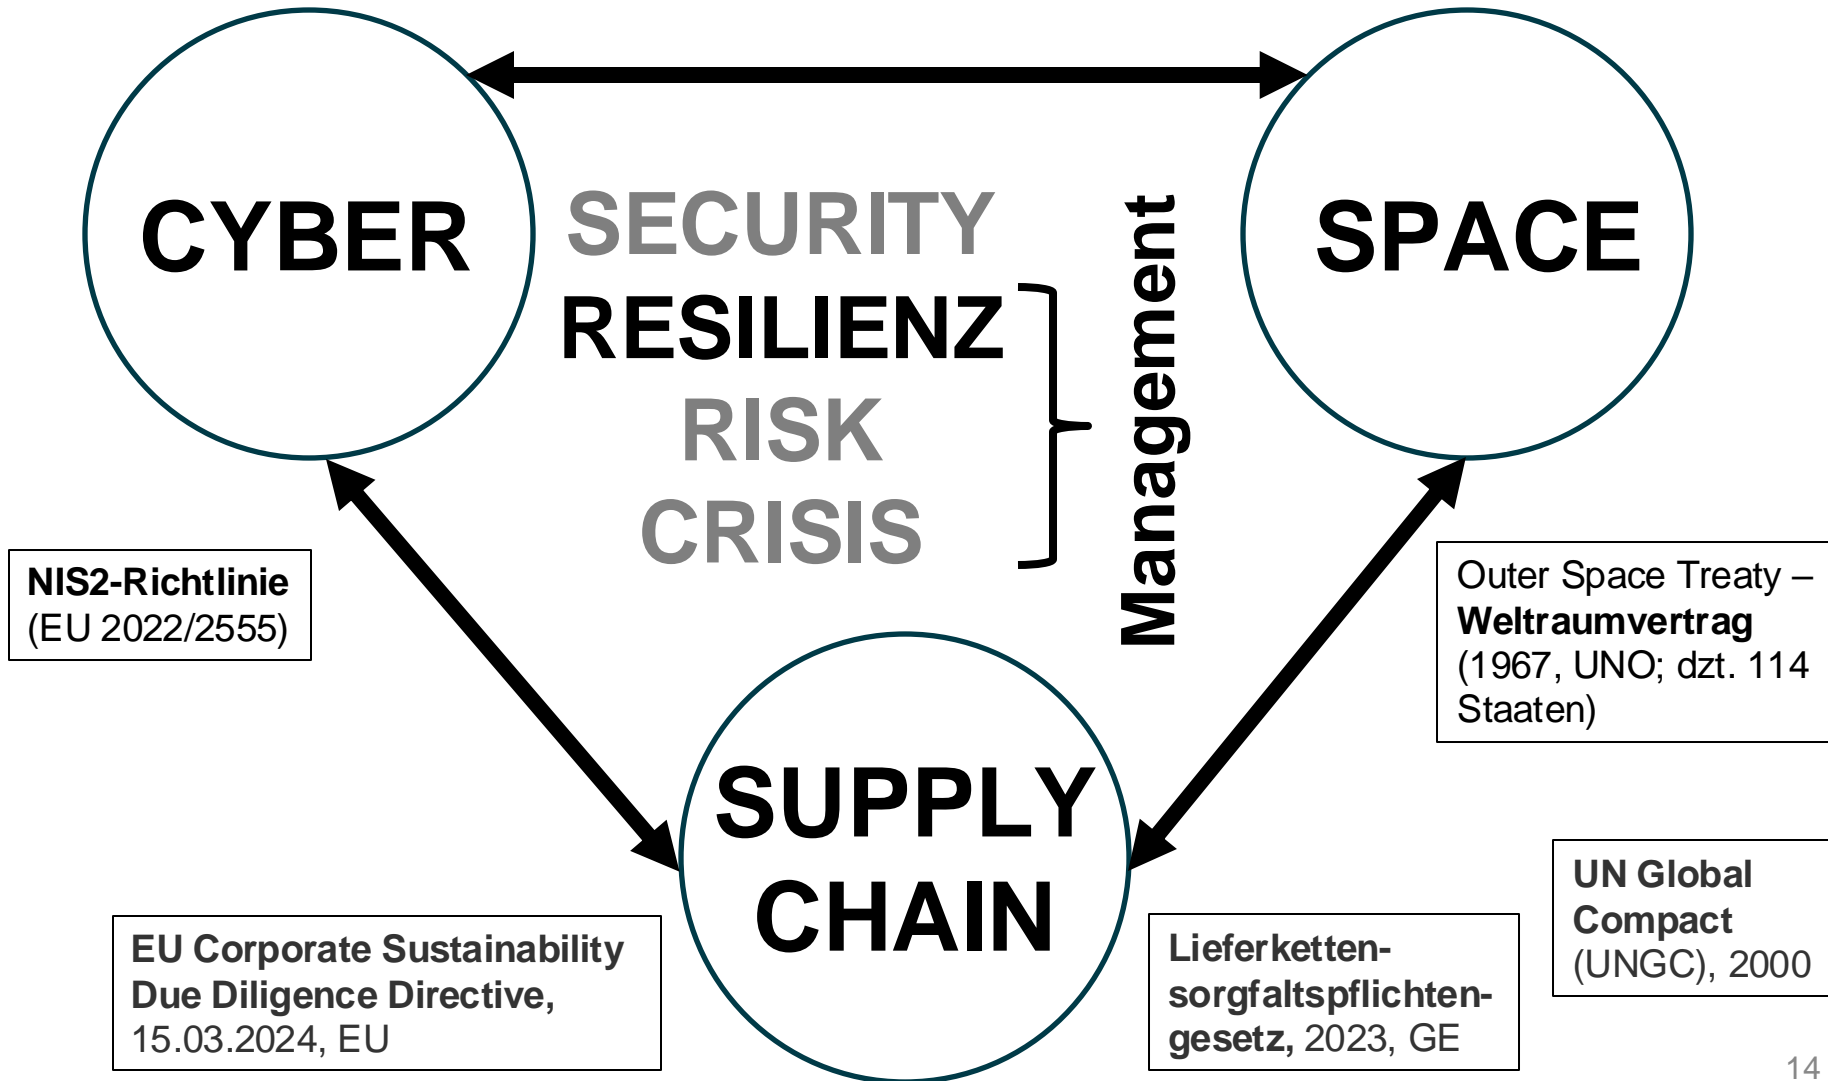 CYBER
SPACE
SECURITY
RESILIENZ
RISK
CRISIS
Management
NIS2-Richtlinie
(EU 2022/2555)
Outer Space Treaty –
Weltraumvertrag
(1967, UNO; dzt. 114
Staaten)
SUPPLY
CHAIN
EU Corporate Sustainability
Due Diligence Directive,
15.03.2024, EU
Lieferketten-
sorgfaltspflichten-
gesetz, 2023, GE
UN Global
Compact
(UNGC), 2000
14